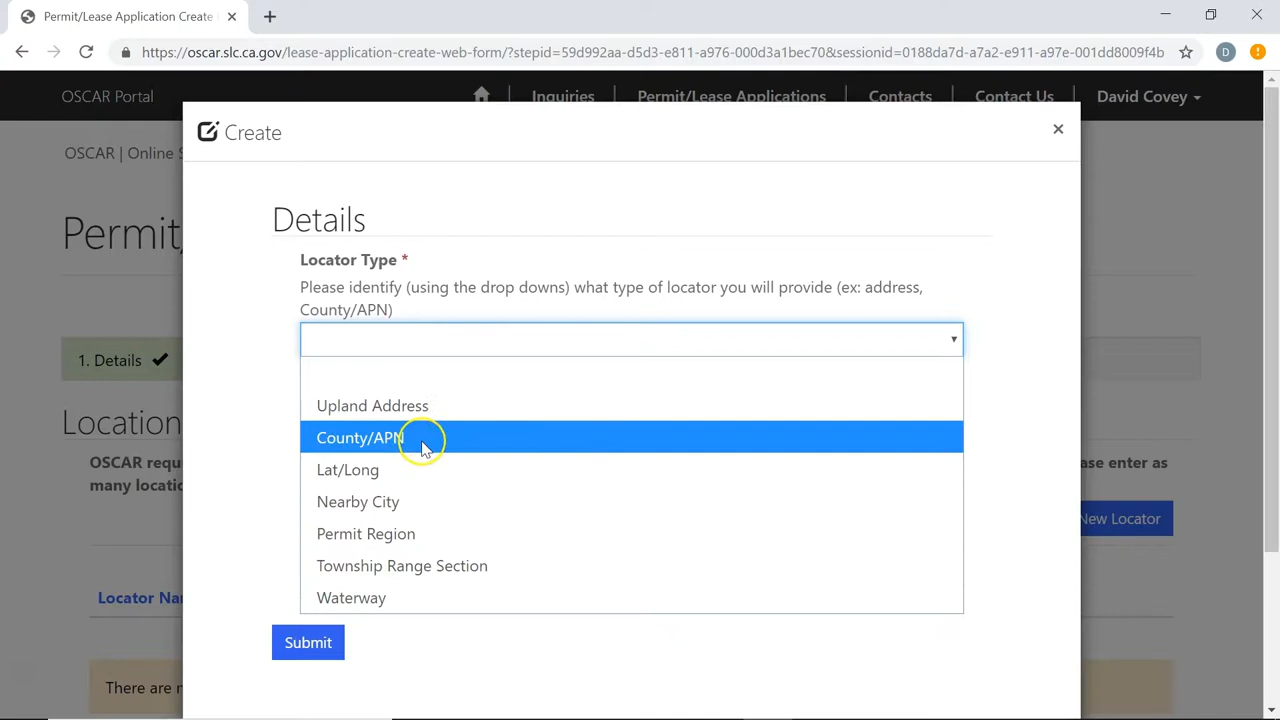 Permit/Lease Application Create
https://oscar.slc.ca.gov/lease-application-create-web-form/?stepid=59d992aa-d5d3-e811-a976-000d3a1bec70&sessionid=0188da7d-a7a2-e911-a97e-001dd8009f4b
D
OSCAR Portal
Inquiries
Permit/Lease Applications
Contacts
Contact Us
David Covey
OSCAR | Online S
Create
×
Details
Permit/
Locator Type *
Please identify (using the drop downs) what type of locator you will provide (ex: address,
County/APN)
1. Details
Upland Address
County/APN
Lat/Long
Nearby City
Permit Region
Township Range Section
Waterway
Location
OSCAR requ
ase enter as
many locatio
New Locator
Locator Na
Submit
There are n